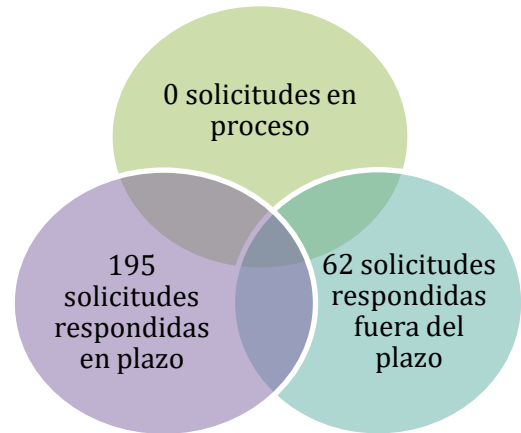 0 solicitudes en
proceso
195
solicitudes
respondidas
en plazo
62 solicitudes
respondidas
fuera del
plazo